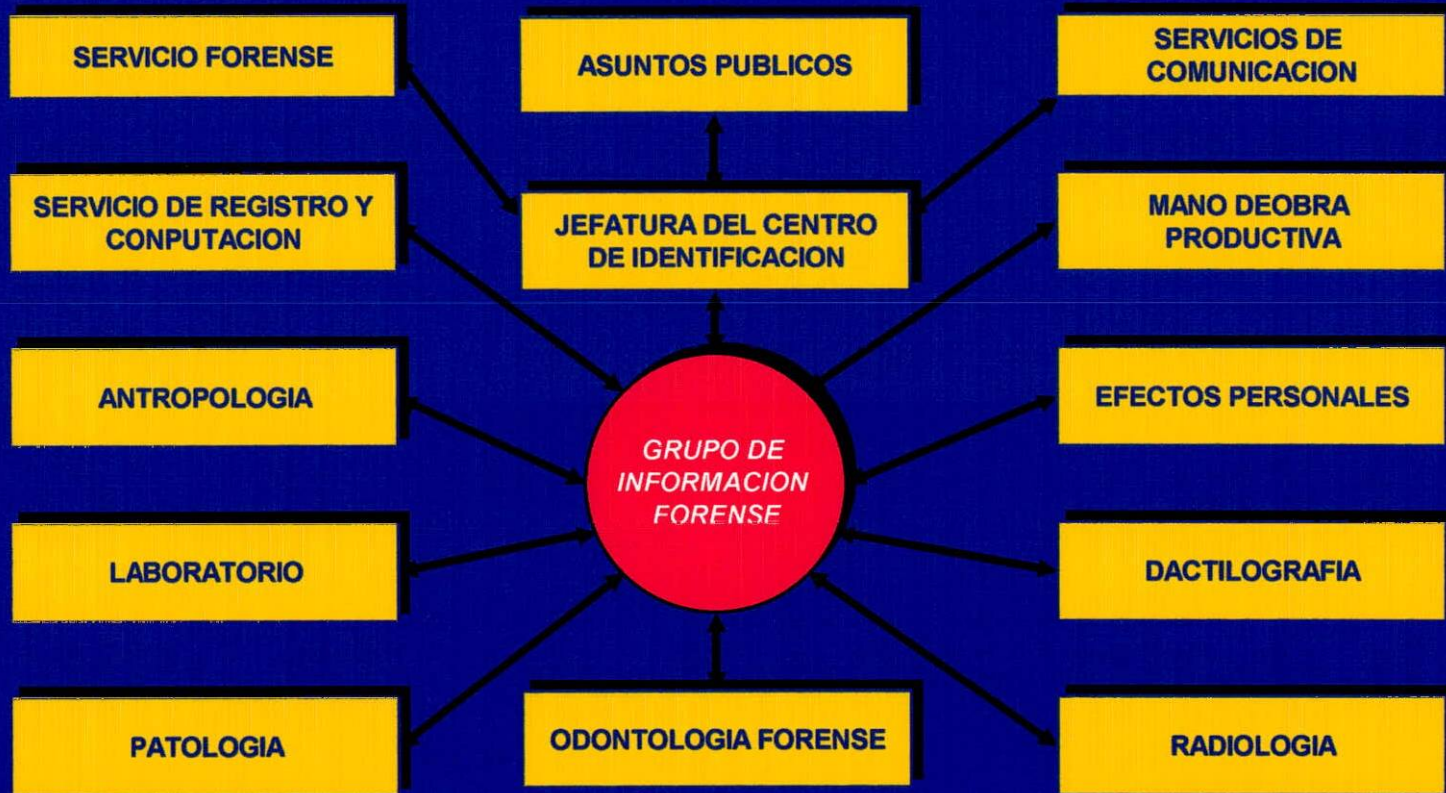 SERVICIO FORENSE
ASUNTOS PUBLICOS
SERVICIOS DE
COMUNICACION
SERVICIO DE REGISTRO Y
CONPUTACION
JEFATURA DEL CENTRO
DE IDENTIFICACION
MANO DEOBRA
PRODUCTIVA
ANTROPOLOGIA
GRUPO DE
INFORMACION
FORENSE
EFECTOS PERSONALES
LABORATORIO
DACTILOGRAFIA
PATOLOGIA
ODONTOLOGIA FORENSE
RADIOLOGIA